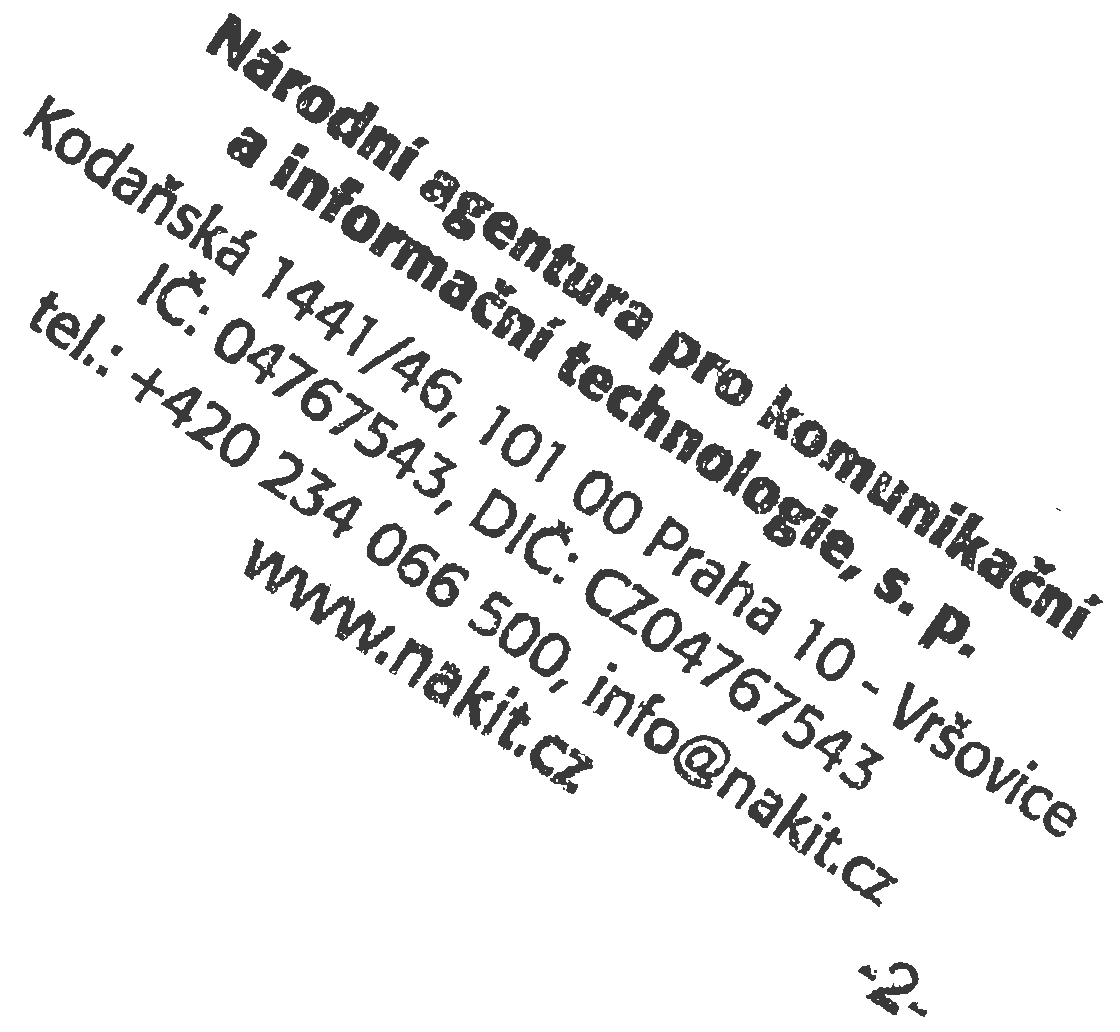 Národní agentura pro komunikační
a informační technologie, s. p.
Kodaňská 1441/46, 101 00 Praha 10 - Vršovice
IČ: 04767543, DIČ: CZ04767543
tel.: +420 234 066 500, info@nakit.cz
www.nakit.cz
-2-